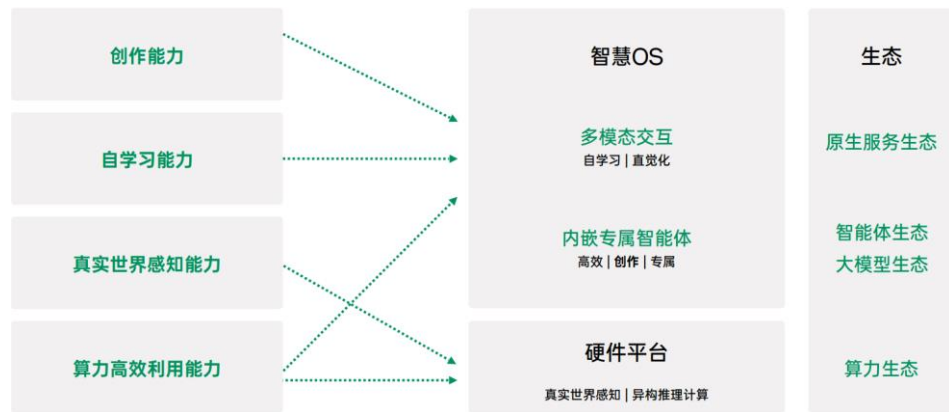 创作能力
自学习能力
真实世界感知能力
算力高效利用能力
智慧OS
多模态交互
自学习 | 直觉化
内嵌专属智能体
高效 | 创作 | 专属
硬件平台
真实世界感知 | 异构推理计算
生态
原生服务生态
智能体生态
大模型生态
算力生态